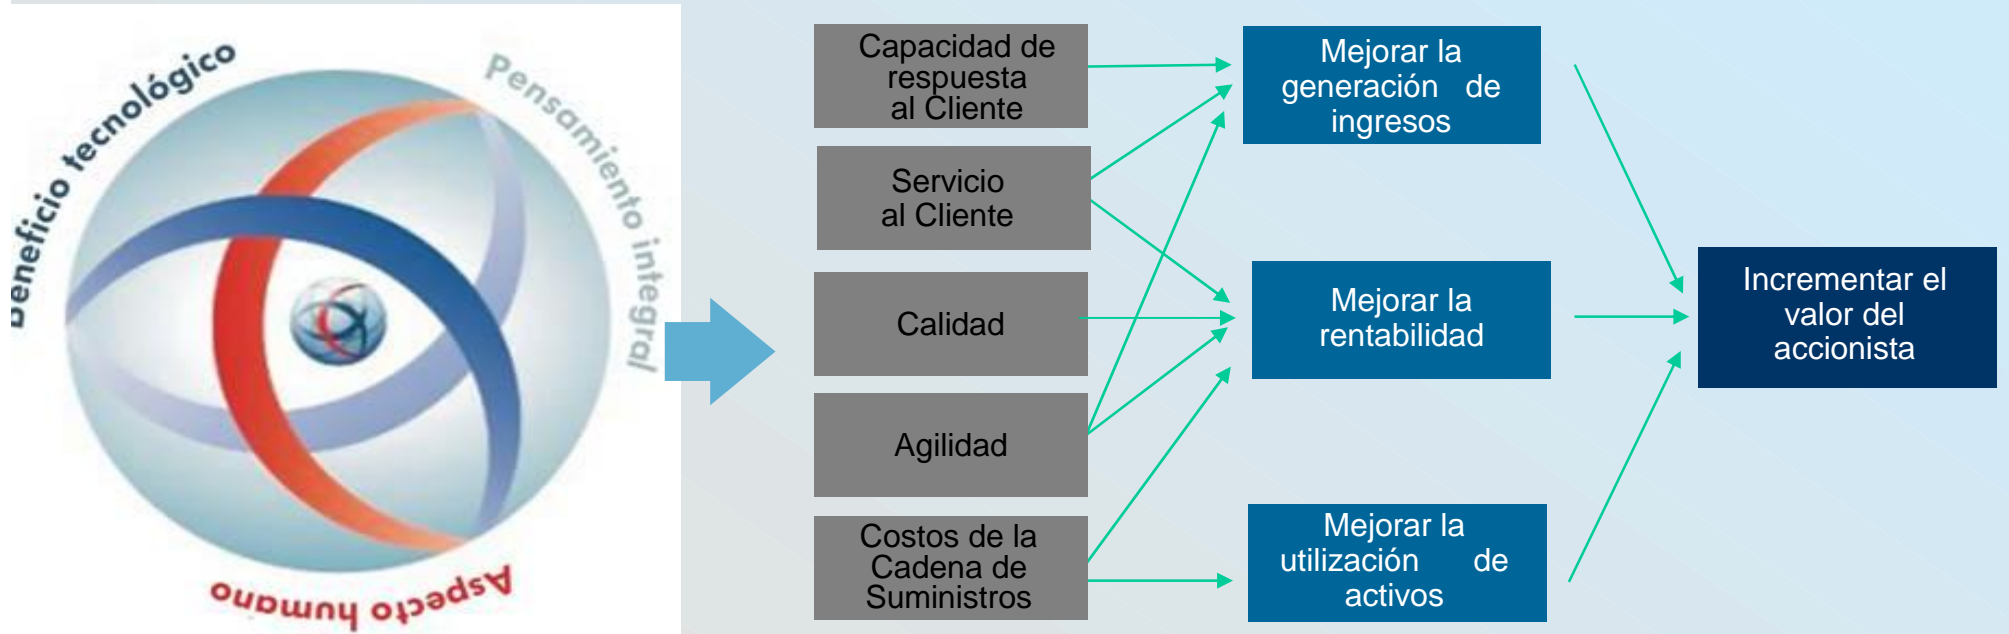 Beneficio tecnológico
Pensamiento integral
Aspecto humano
Capacidad de
respuesta
al Cliente
Servicio
al Cliente
Calidad
Agilidad
Costos de la
Cadena de
Suministros
Mejorar la
generación de
ingresos
Mejorar la
rentabilidad
Mejorar la
utilización de
activos
Incrementar el
valor del
accionista